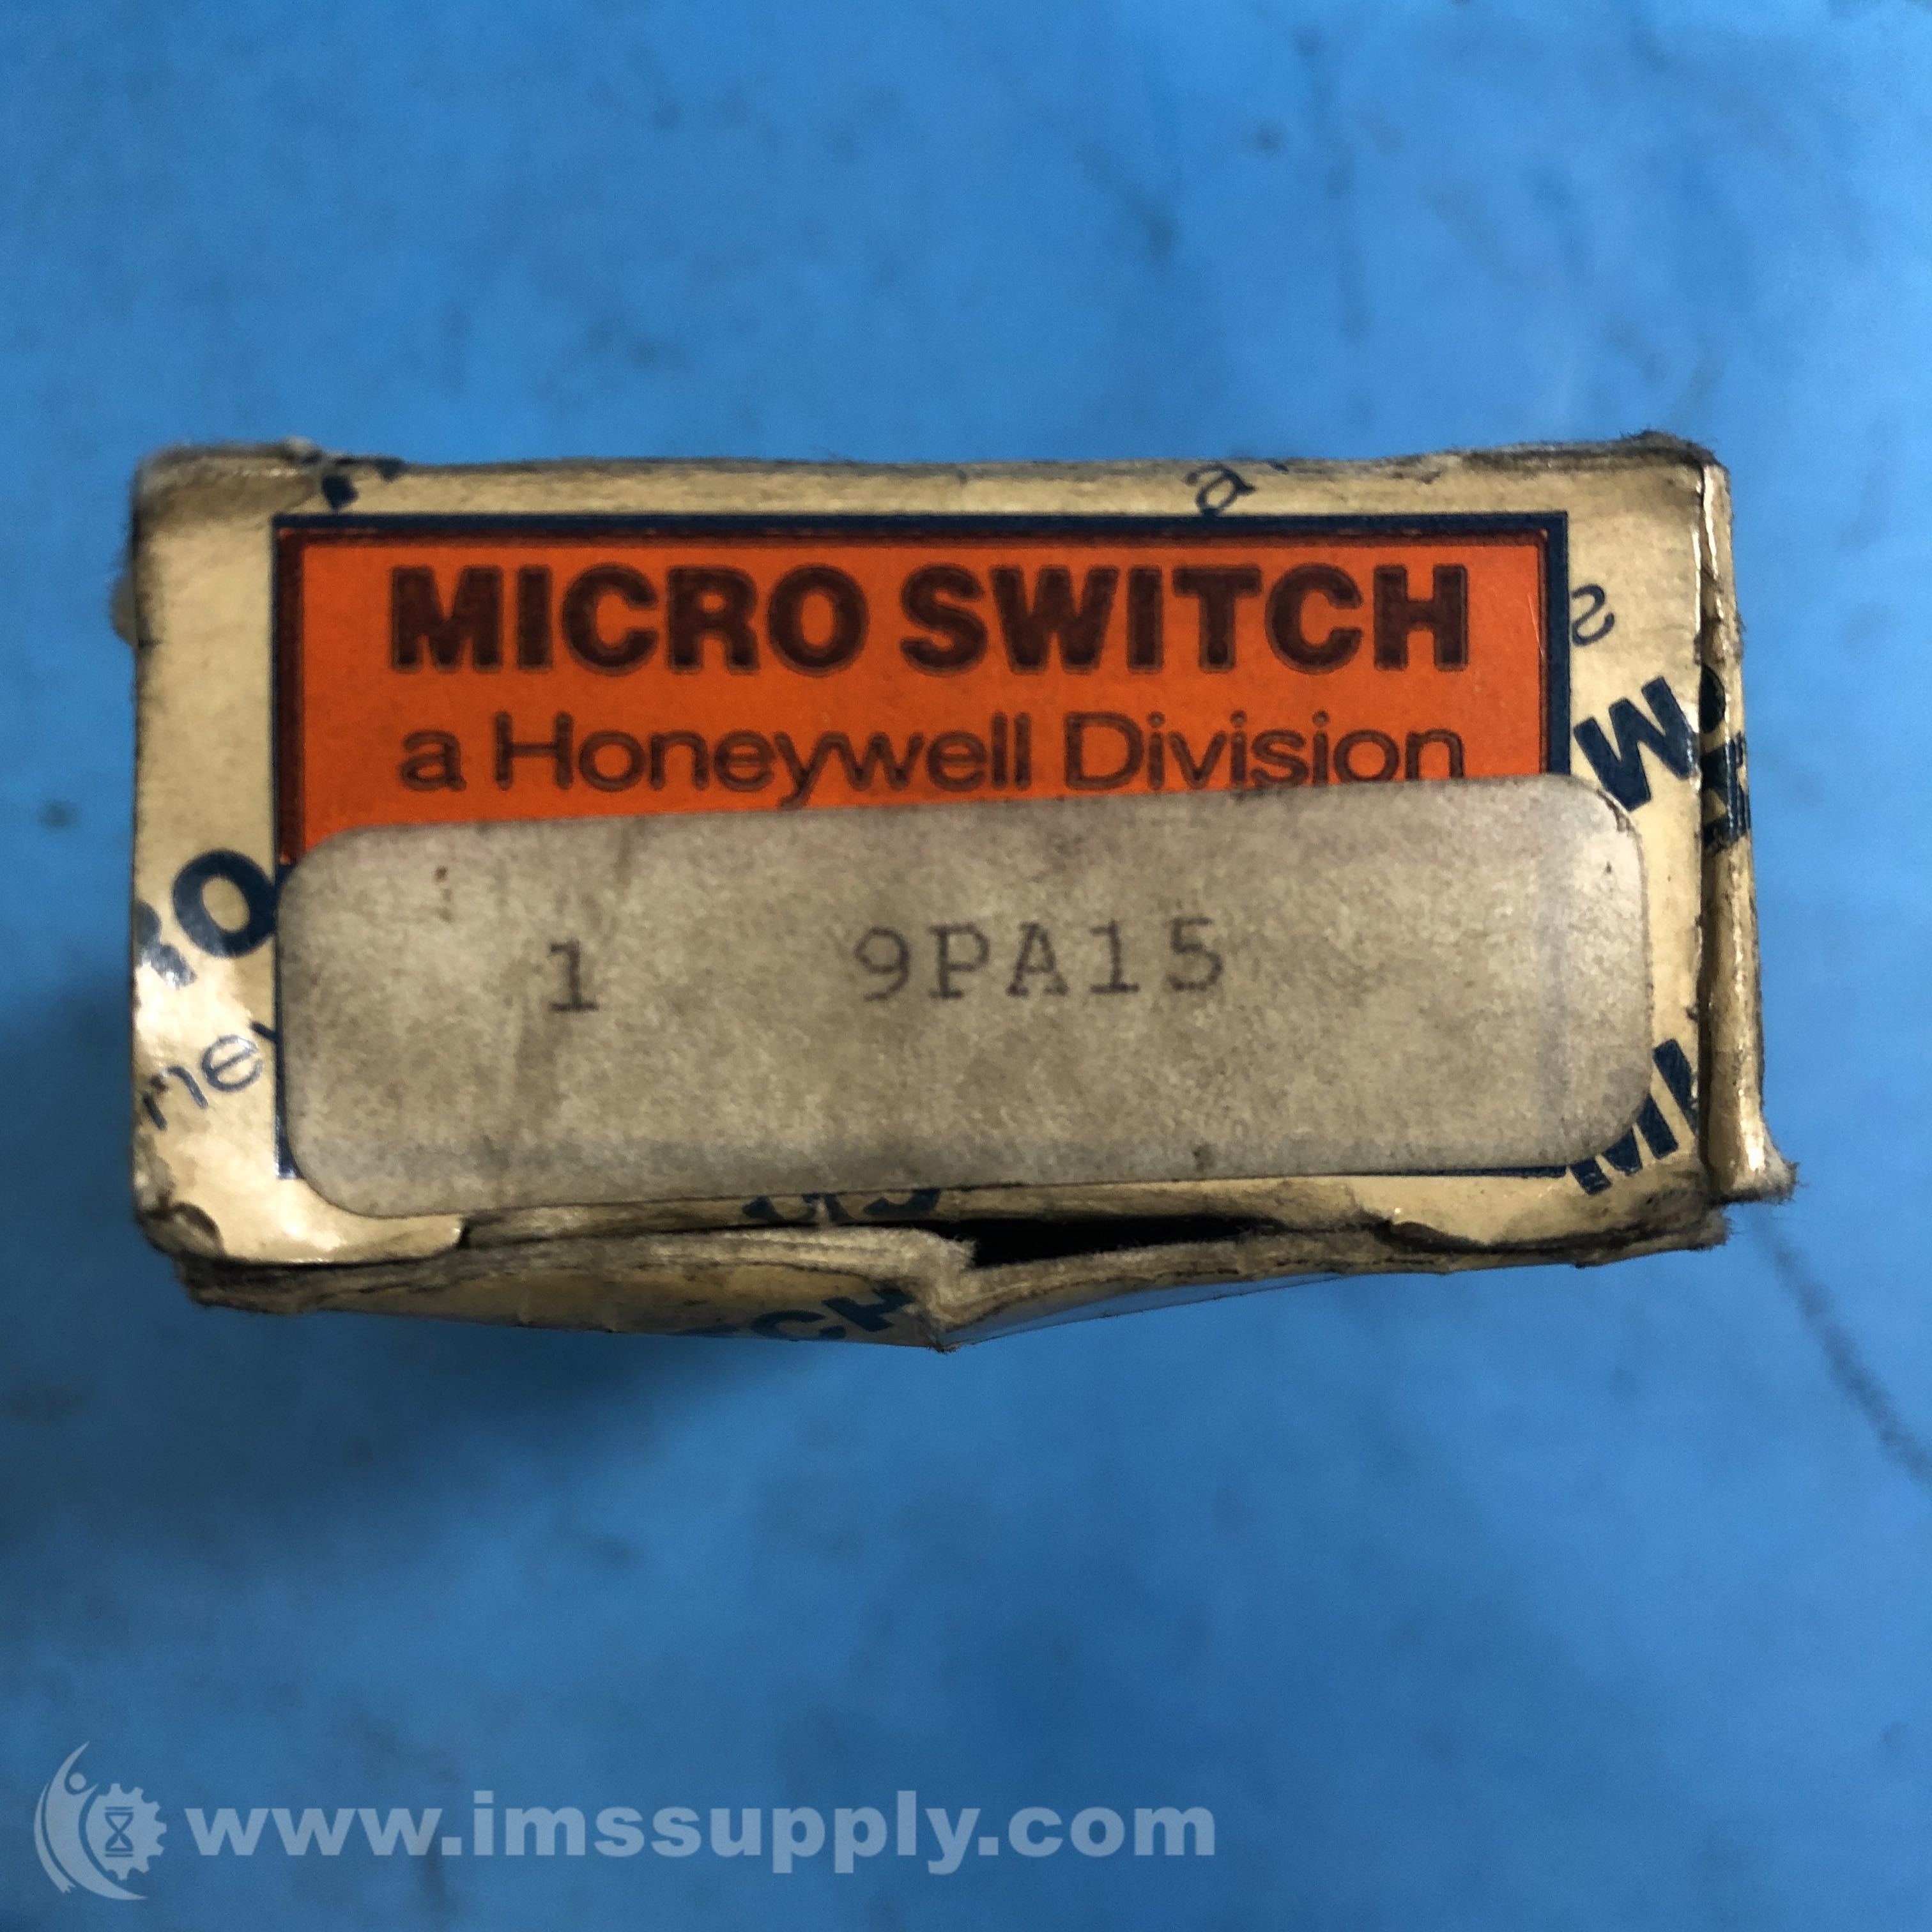 MICRO SWITCH
a Honeywell Division
1 9PA15
www.imssupply.com